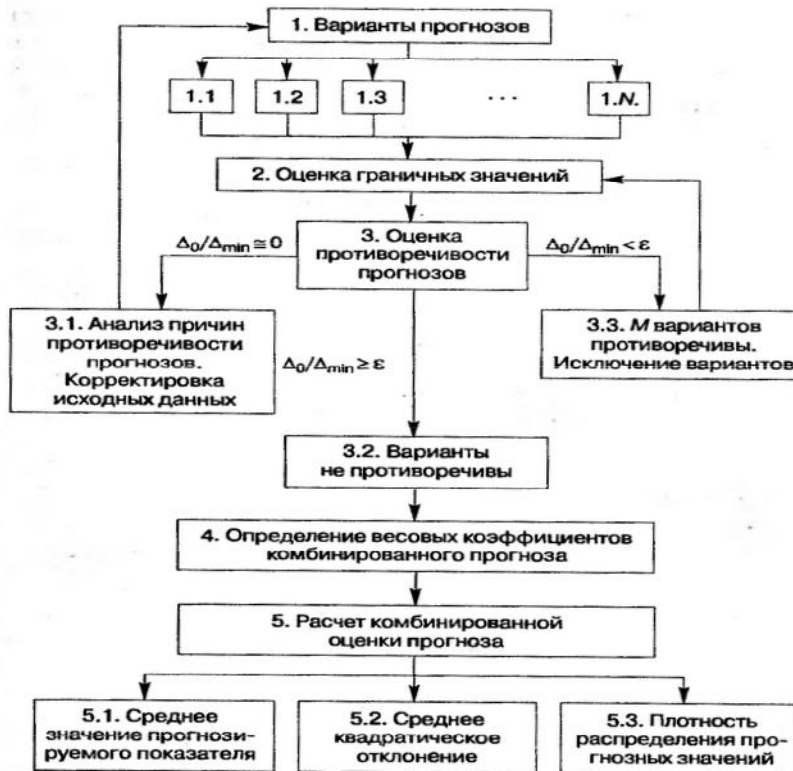 1. Варианты прогнозов
1.1
1.2
1.3
. . .
1.N.
2. Оценка граничных значений
Δ₀/Δmin ≅ 0
3. Оценка
противоречивости
прогнозов
Δ₀/Δmin < ε
3.1. Анализ причин
противоречивости
прогнозов.
Корректировка
исходных данных
Δ₀/Δmin ≥ ε
3.3. М вариантов
противоречивы.
Исключение вариантов
3.2. Варианты
не противоречивы
4. Определение весовых коэффициентов
комбинированного прогноза
5. Расчет комбинированной
оценки прогноза
5.1. Среднее
значение прогнози-
руемого показателя
5.2. Среднее
квадратическое
отклонение
5.3. Плотность
распределения про-
гнозных значений